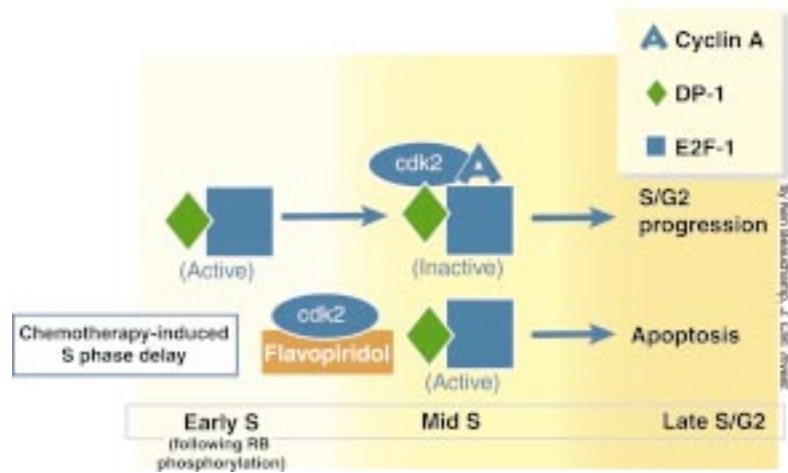 Cyclin A
DP-1
E2F-1
cdk2
A
(Active)
(Inactive)
S/G2
progression
Chemotherapy-induced
S phase delay
cdk2
Flavopiridol
(Active)
Apoptosis
Early S
(following RB
phosphorylation)
Mid S
Late S/G2